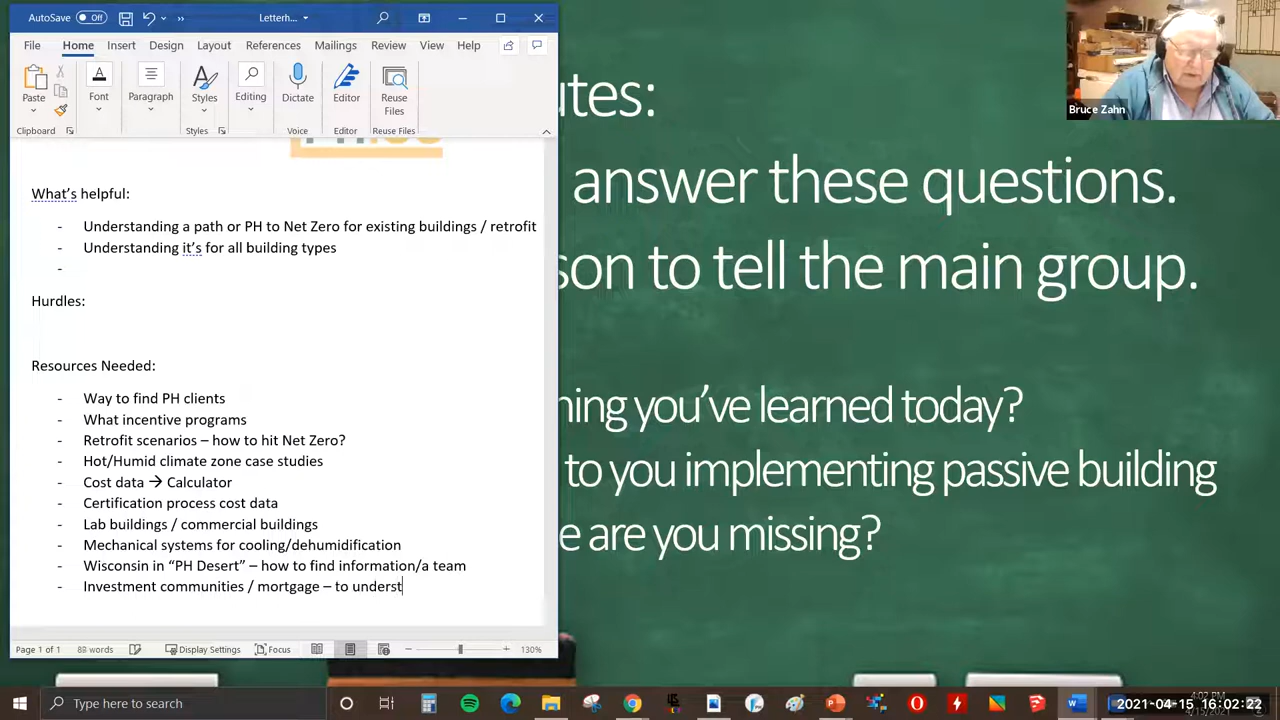 AutoSave Off Letterh...
File Home Insert Design Layout References Mailings Review View Help
Paste Font Paragraph Styles Editing Dictate Editor Reuse Files
Clipboard Styles Voice Editor Reuse Files
What's helpful:
- Understanding a path or PH to Net Zero for existing buildings / retrofit
- Understanding it's for all building types
-
Hurdles:
Resources Needed:
- Way to find PH clients
- What incentive programs
- Retrofit scenarios – how to hit Net Zero?
- Hot/Humid climate zone case studies
- Cost data → Calculator
- Certification process cost data
- Lab buildings / commercial buildings
- Mechanical systems for cooling/dehumidification
- Wisconsin in “PH Desert” – how to find information/a team
- Investment communities / mortgage – to underst
Page 1 of 1 88 words Display Settings Focus 130%
utes:
answer these questions.
son to tell the main group.
ning you've learned today?
to you implementing passive building
e are you missing?
Bruce Zahn
Type here to search
2021-04-15 16:02:22